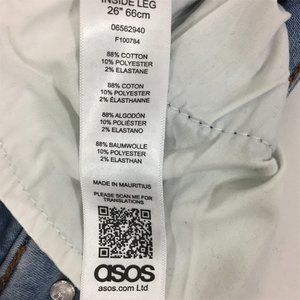 INSIDE LEG
26" 66cm
06562940
F100784
88% COTTON
10% POLYESTER
2% ELASTANE
88% COTON
10% POLYESTER
2% ÉLASTHANNE
88% ALGODÓN
10% POLIÉSTER
2% ELASTANO
88% BAUMWOLLE
10% POLYESTER
2% ELASTHAN
MADE IN MAURITIUS
PLEASE SCAN ME FOR
TRANSLATIONS
asos
asos.com Ltd